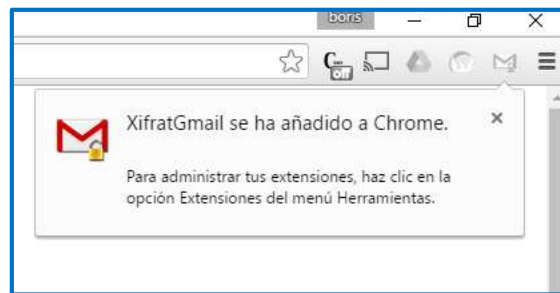 boris
XifratGmail se ha añadido a Chrome.
Para administrar tus extensiones, haz clic en la
opción Extensiones del menú Herramientas.